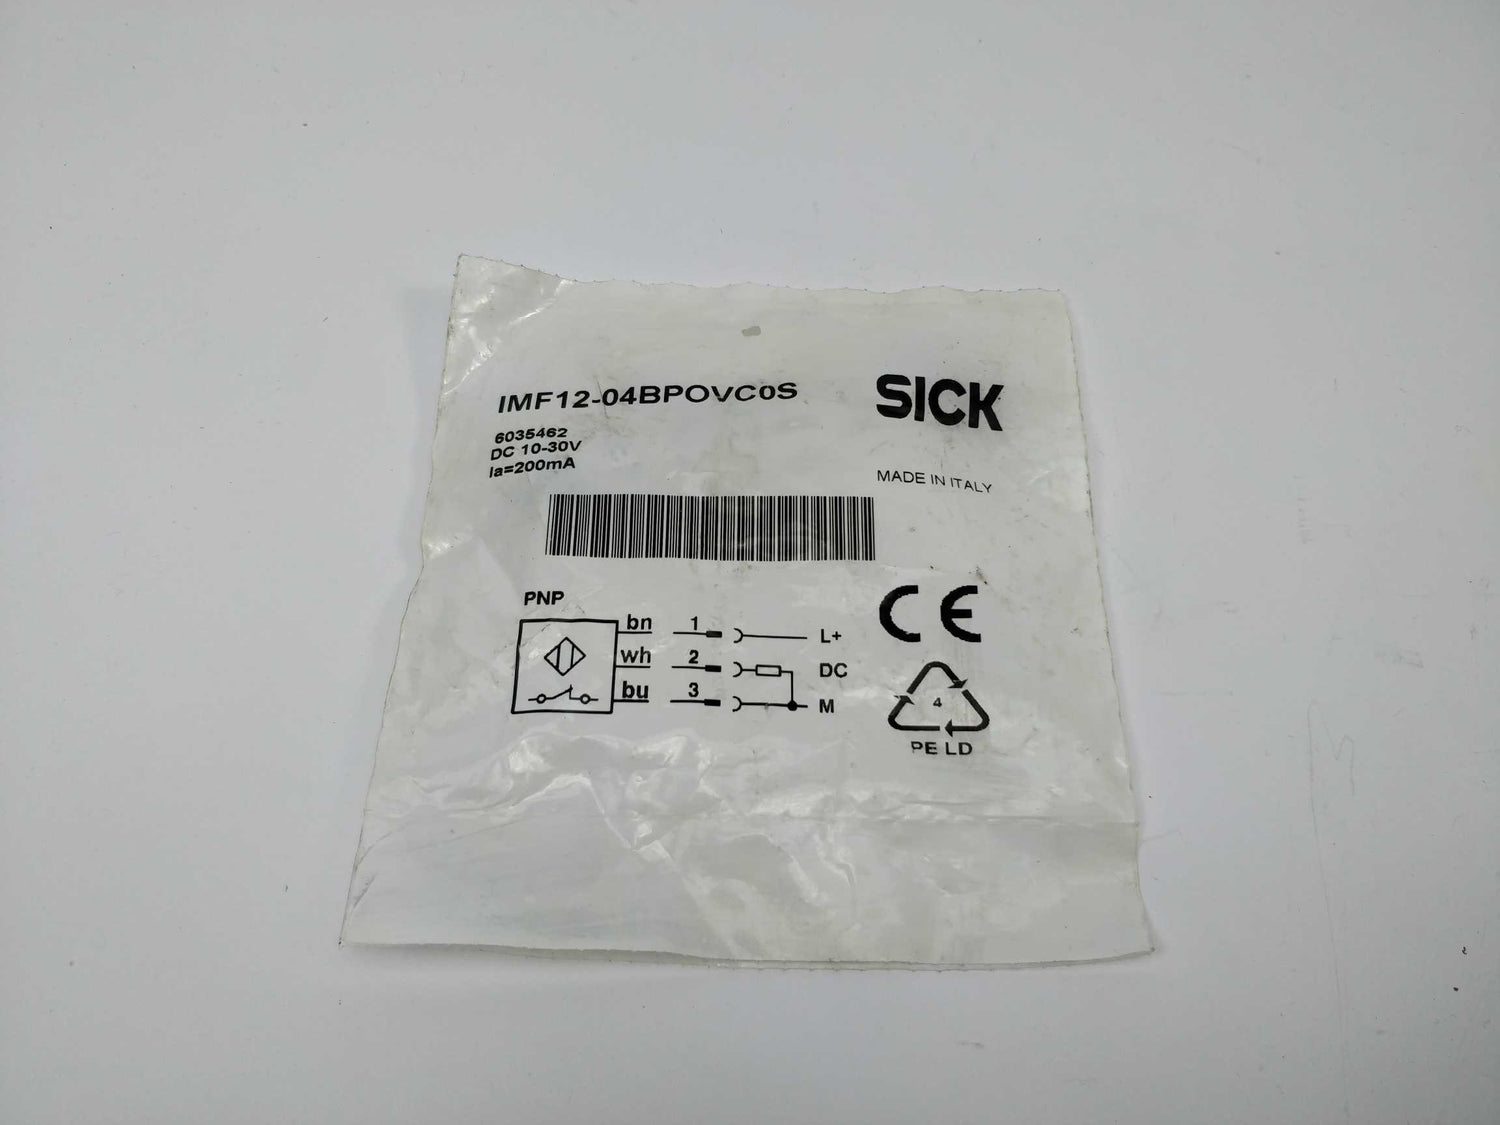 IMF12-04BPOVC0S
SICK
6035462
DC 10-30V
Ia=200mA
MADE IN ITALY
PNP
bn 1 L+
wh 2 DC
bu 3 M
CE
4
PE LD